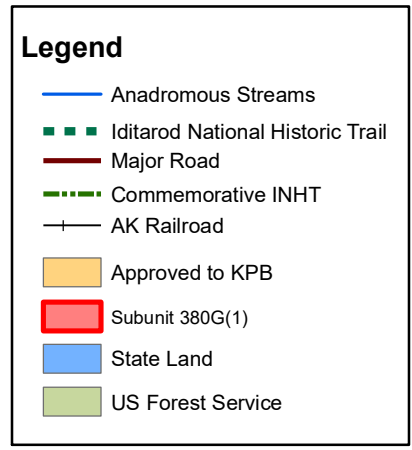 Legend
Anadromous Streams
Iditarod National Historic Trail
Major Road
Commemorative INHT
AK Railroad
Approved to KPB
Subunit 380G(1)
State Land
US Forest Service